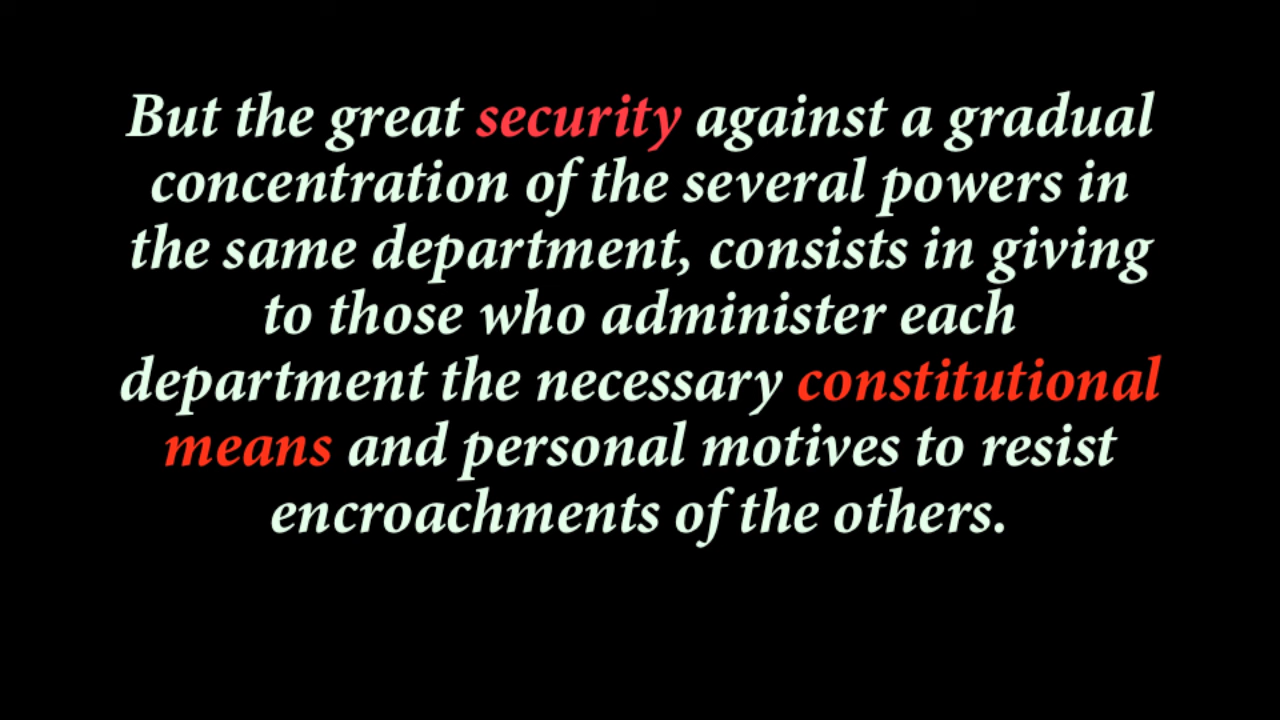 But the great security against a gradual
concentration of the several powers in
the same department, consists in giving
to those who administer each
department the necessary constitutional
means and personal motives to resist
encroachments of the others.